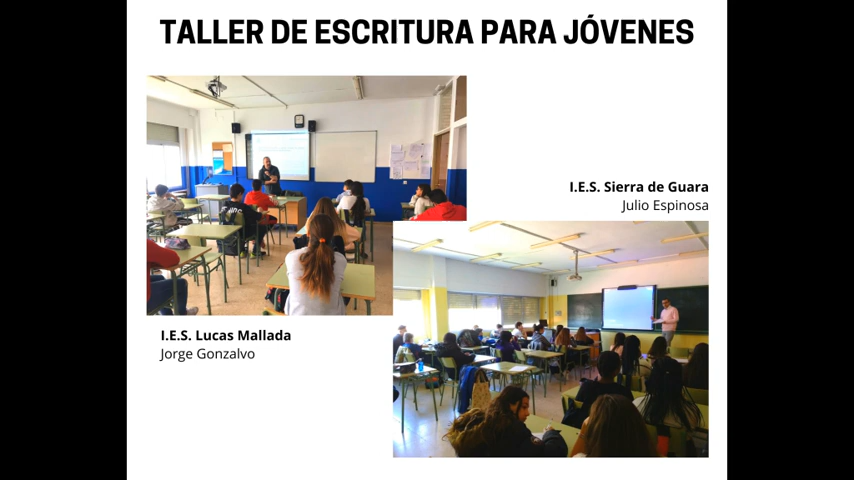 TALLER DE ESCRITURA PARA JÓVENES
I.E.S. Sierra de Guara
Julio Espinosa
I.E.S. Lucas Mallada
Jorge Gonzalvo